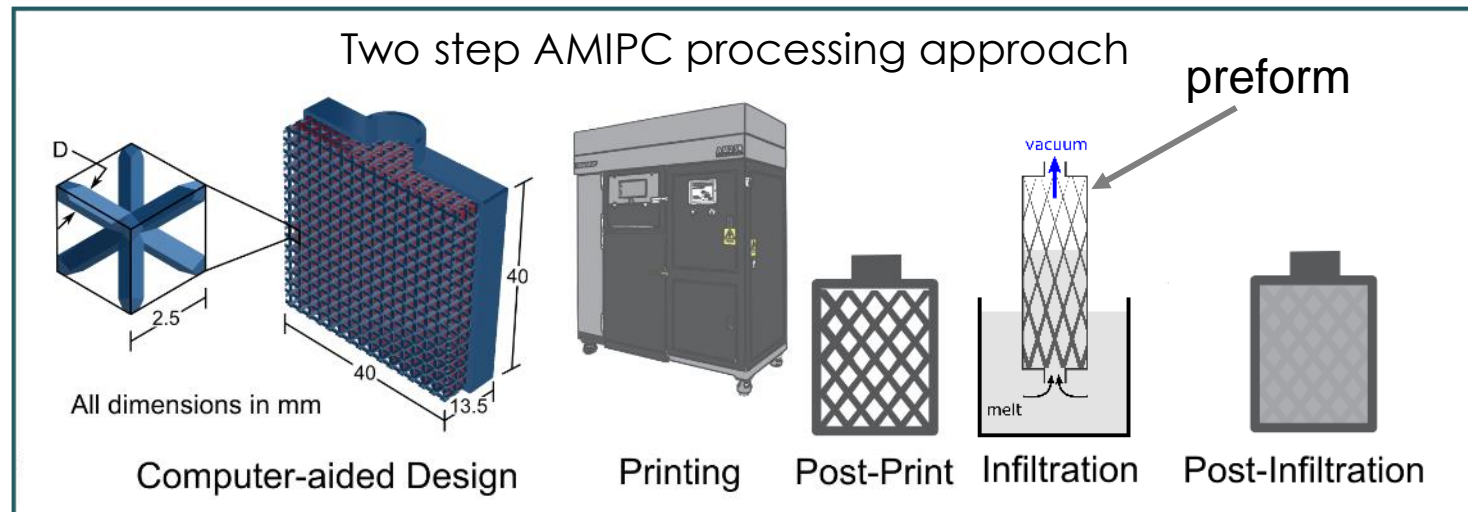 Two step AMIPC processing approach
preform
D
2.5
All dimensions in mm
40
40
13.5
vacuum
melt
Computer-aided Design
Printing
Post-Print
Infiltration
Post-Infiltration